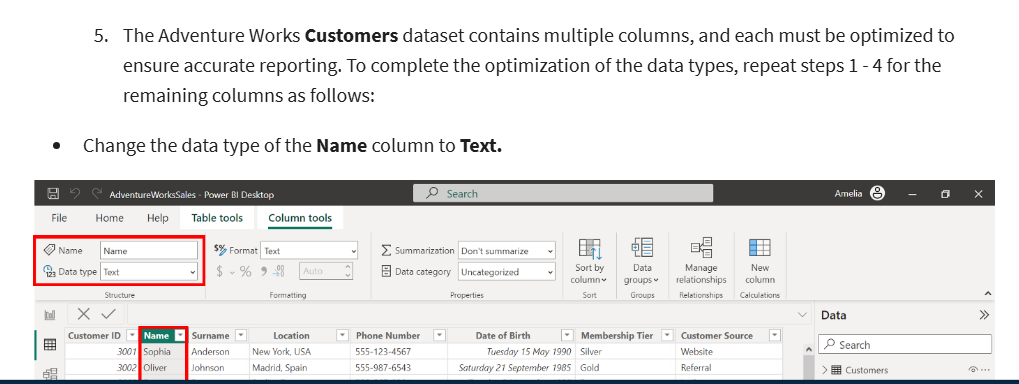 5. The Adventure Works Customers dataset contains multiple columns, and each must be optimized to
ensure accurate reporting. To complete the optimization of the data types, repeat steps 1 - 4 for the
remaining columns as follows:
• Change the data type of the Name column to Text.
AdventureWorksSales - Power BI Desktop Search Amelia
File Home Help Table tools Column tools
Name Name $% Format Text Summarization Don't summarize
Data type Text $ % Auto Data category Uncategorized
Sort by column Data groups Manage relationships New column
Structure Formatting Properties Sort Groups Relationships Calculations
Data
Customer ID Name Surname Location Phone Number Date of Birth Membership Tier Customer Source
Search
3001 Sophia Anderson New York, USA 555-123-4567 Tuesday 15 May 1990 Silver Website
3002 Oliver Johnson Madrid, Spain 555-987-6543 Saturday 21 September 1985 Gold Referral
Customers